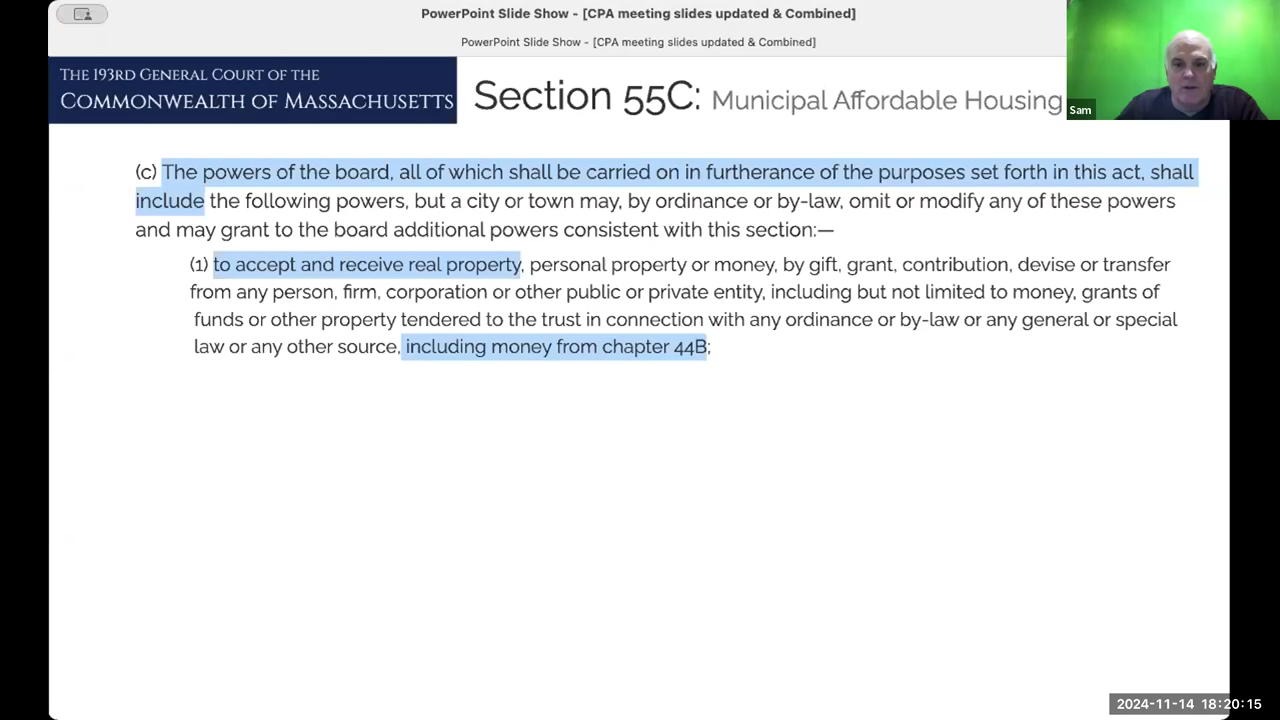 PowerPoint Slide Show - [CPA meeting slides updated & Combined]
PowerPoint Slide Show - [CPA meeting slides updated & Combined]
THE 193RD GENERAL COURT OF THE
COMMONWEALTH OF MASSACHUSETTS
Section 55C: Municipal Affordable Housing
Sam
(c) The powers of the board, all of which shall be carried on in furtherance of the purposes set forth in this act, shall
include the following powers, but a city or town may, by ordinance or by-law, omit or modify any of these powers
and may grant to the board additional powers consistent with this section:—
(1) to accept and receive real property, personal property or money, by gift, grant, contribution, devise or transfer
from any person, firm, corporation or other public or private entity, including but not limited to money, grants of
funds or other property tendered to the trust in connection with any ordinance or by-law or any general or special
law or any other source, including money from chapter 44B;
2024-11-14 18:20:15